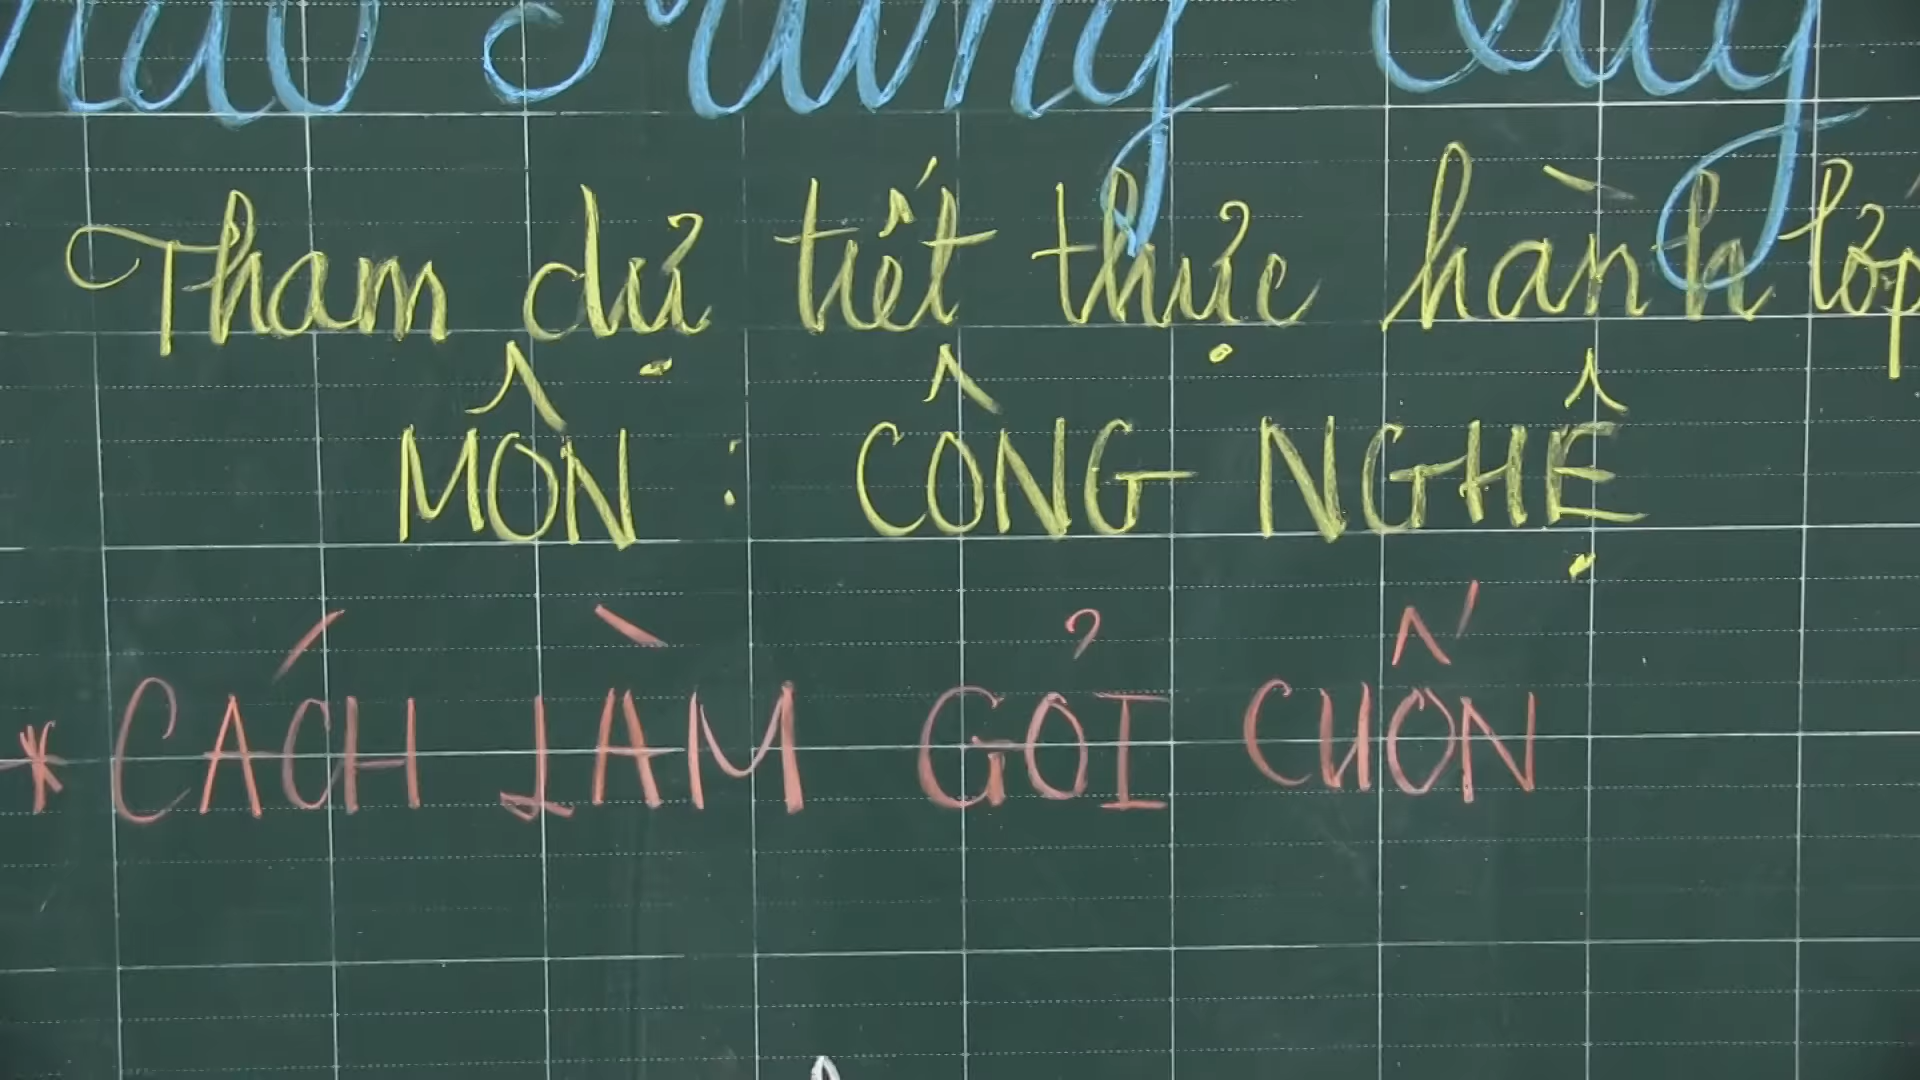 Tham dự tiết thực hành lớp
MÔN : CÔNG NGHỆ
* CÁCH LÀM GỎI CUỐN